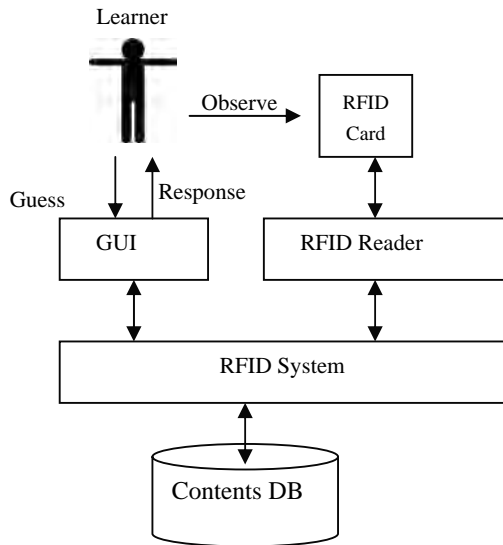 Learner
Observe
RFID
Card
Guess
Response
GUI
RFID Reader
RFID System
Contents DB